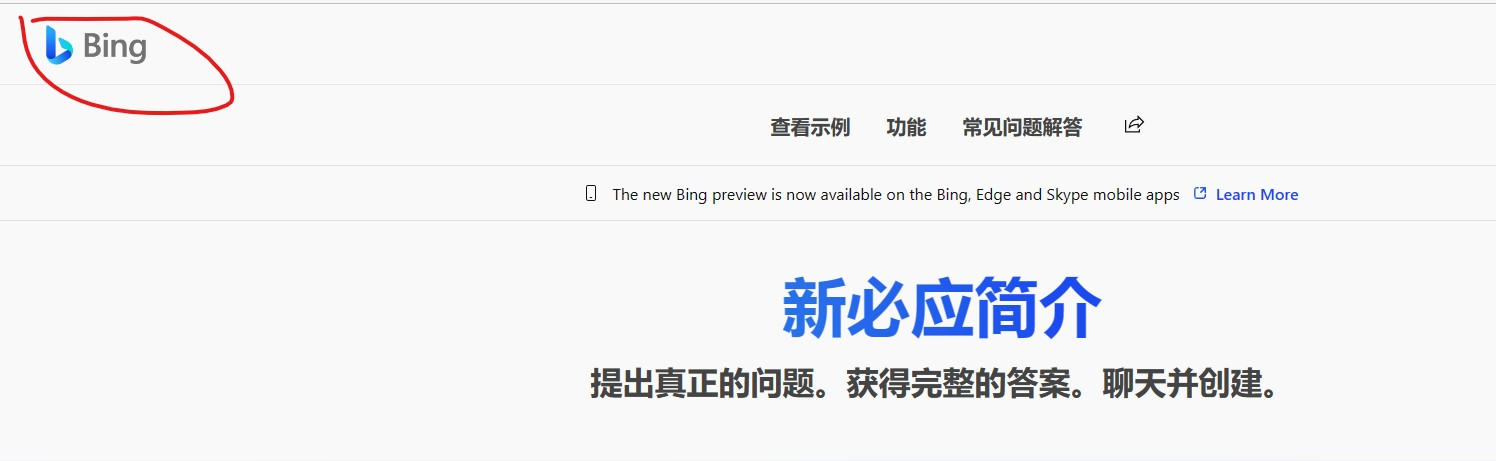 Bing
查看示例 功能 常见问题解答
The new Bing preview is now available on the Bing, Edge and Skype mobile apps Learn More
新必应简介
提出真正的问题。获得完整的答案。聊天并创建。